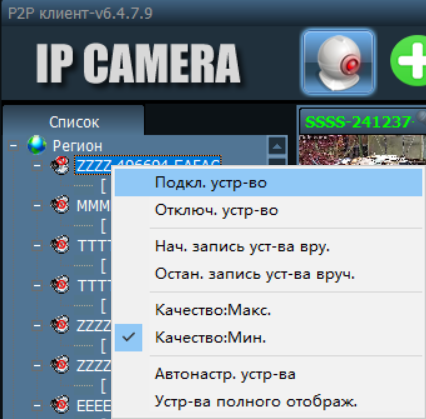 P2P клиент-v6.4.7.9
IP CAMERA
Список
SSSS-241237-
Регион
ZZZZ
[
Подкл. устр-во
MMM
Отключ. устр-во
[
TTTT
Нач. запись уст-ва вру.
[
Остан. запись уст-ва вруч.
TTTT
[
Качество:Макс.
ZZZZ
Качество:Мин.
[
ZZZZ
Автонастр. устр-ва
[
EEEE
Устр-ва полного отображ.